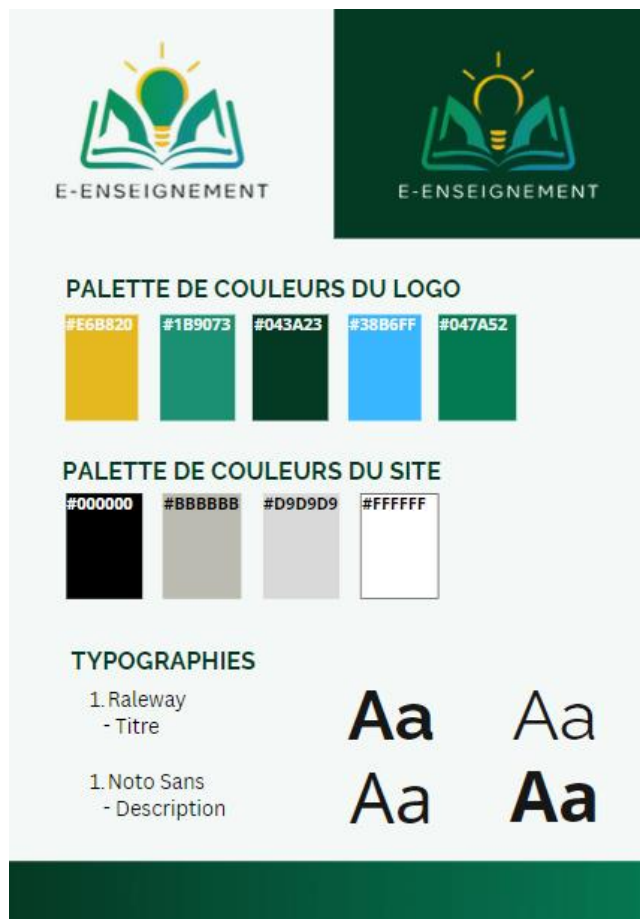 E-ENSEIGNEMENT
E-ENSEIGNEMENT
PALETTE DE COULEURS DU LOGO
#E6B820 #1B9073 #043A23 #38B6FF #047A52
PALETTE DE COULEURS DU SITE
#000000 #BBBBBB #D9D9D9 #FFFFFF
TYPOGRAPHIES
1. Raleway
- Titre
Aa Aa
1. Noto Sans
- Description
Aa Aa